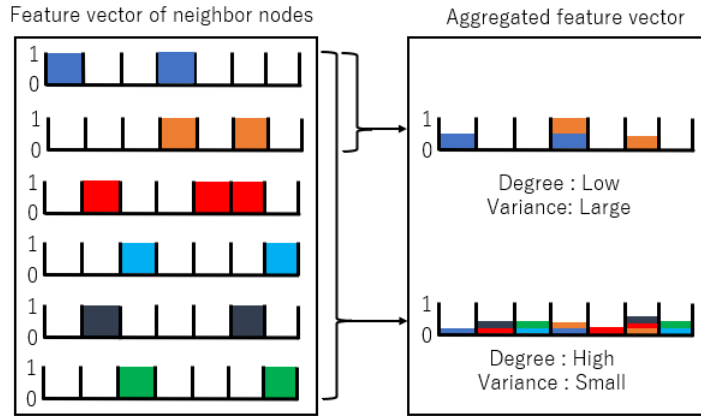 Feature vector of neighbor nodes
1
0
1
0
1
0
1
0
1
0
1
0
Aggregated feature vector
1
0
Degree : Low
Variance: Large
1
0
Degree : High
Variance : Small